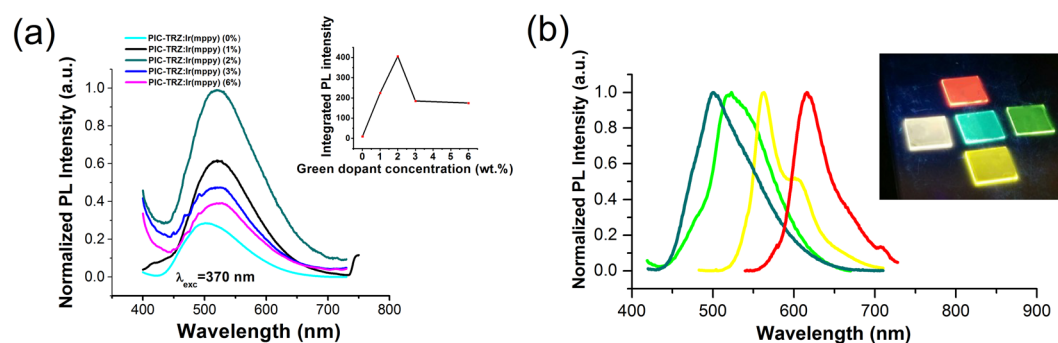 (a)
PIC-TRZ:Ir(mppy) (0%)
PIC-TRZ:Ir(mppy) (1%)
PIC-TRZ:Ir(mppy) (2%)
PIC-TRZ:Ir(mppy) (3%)
PIC-TRZ:Ir(mppy) (6%)
Normalized PL Intensity (a.u.)
1.0
0.8
0.6
0.4
0.2
0.0
λexc=370 nm
300
400
500
600
700
800
Wavelength (nm)
Integrated PL intensity
400
300
200
100
0
0 1 2 3 4 5 6
Green dopant concentration (wt.%)
(b)
Normalized PL Intensity (a.u.)
1.0
0.8
0.6
0.4
0.2
0.0
400 500 600 700 800 900
Wavelength (nm)